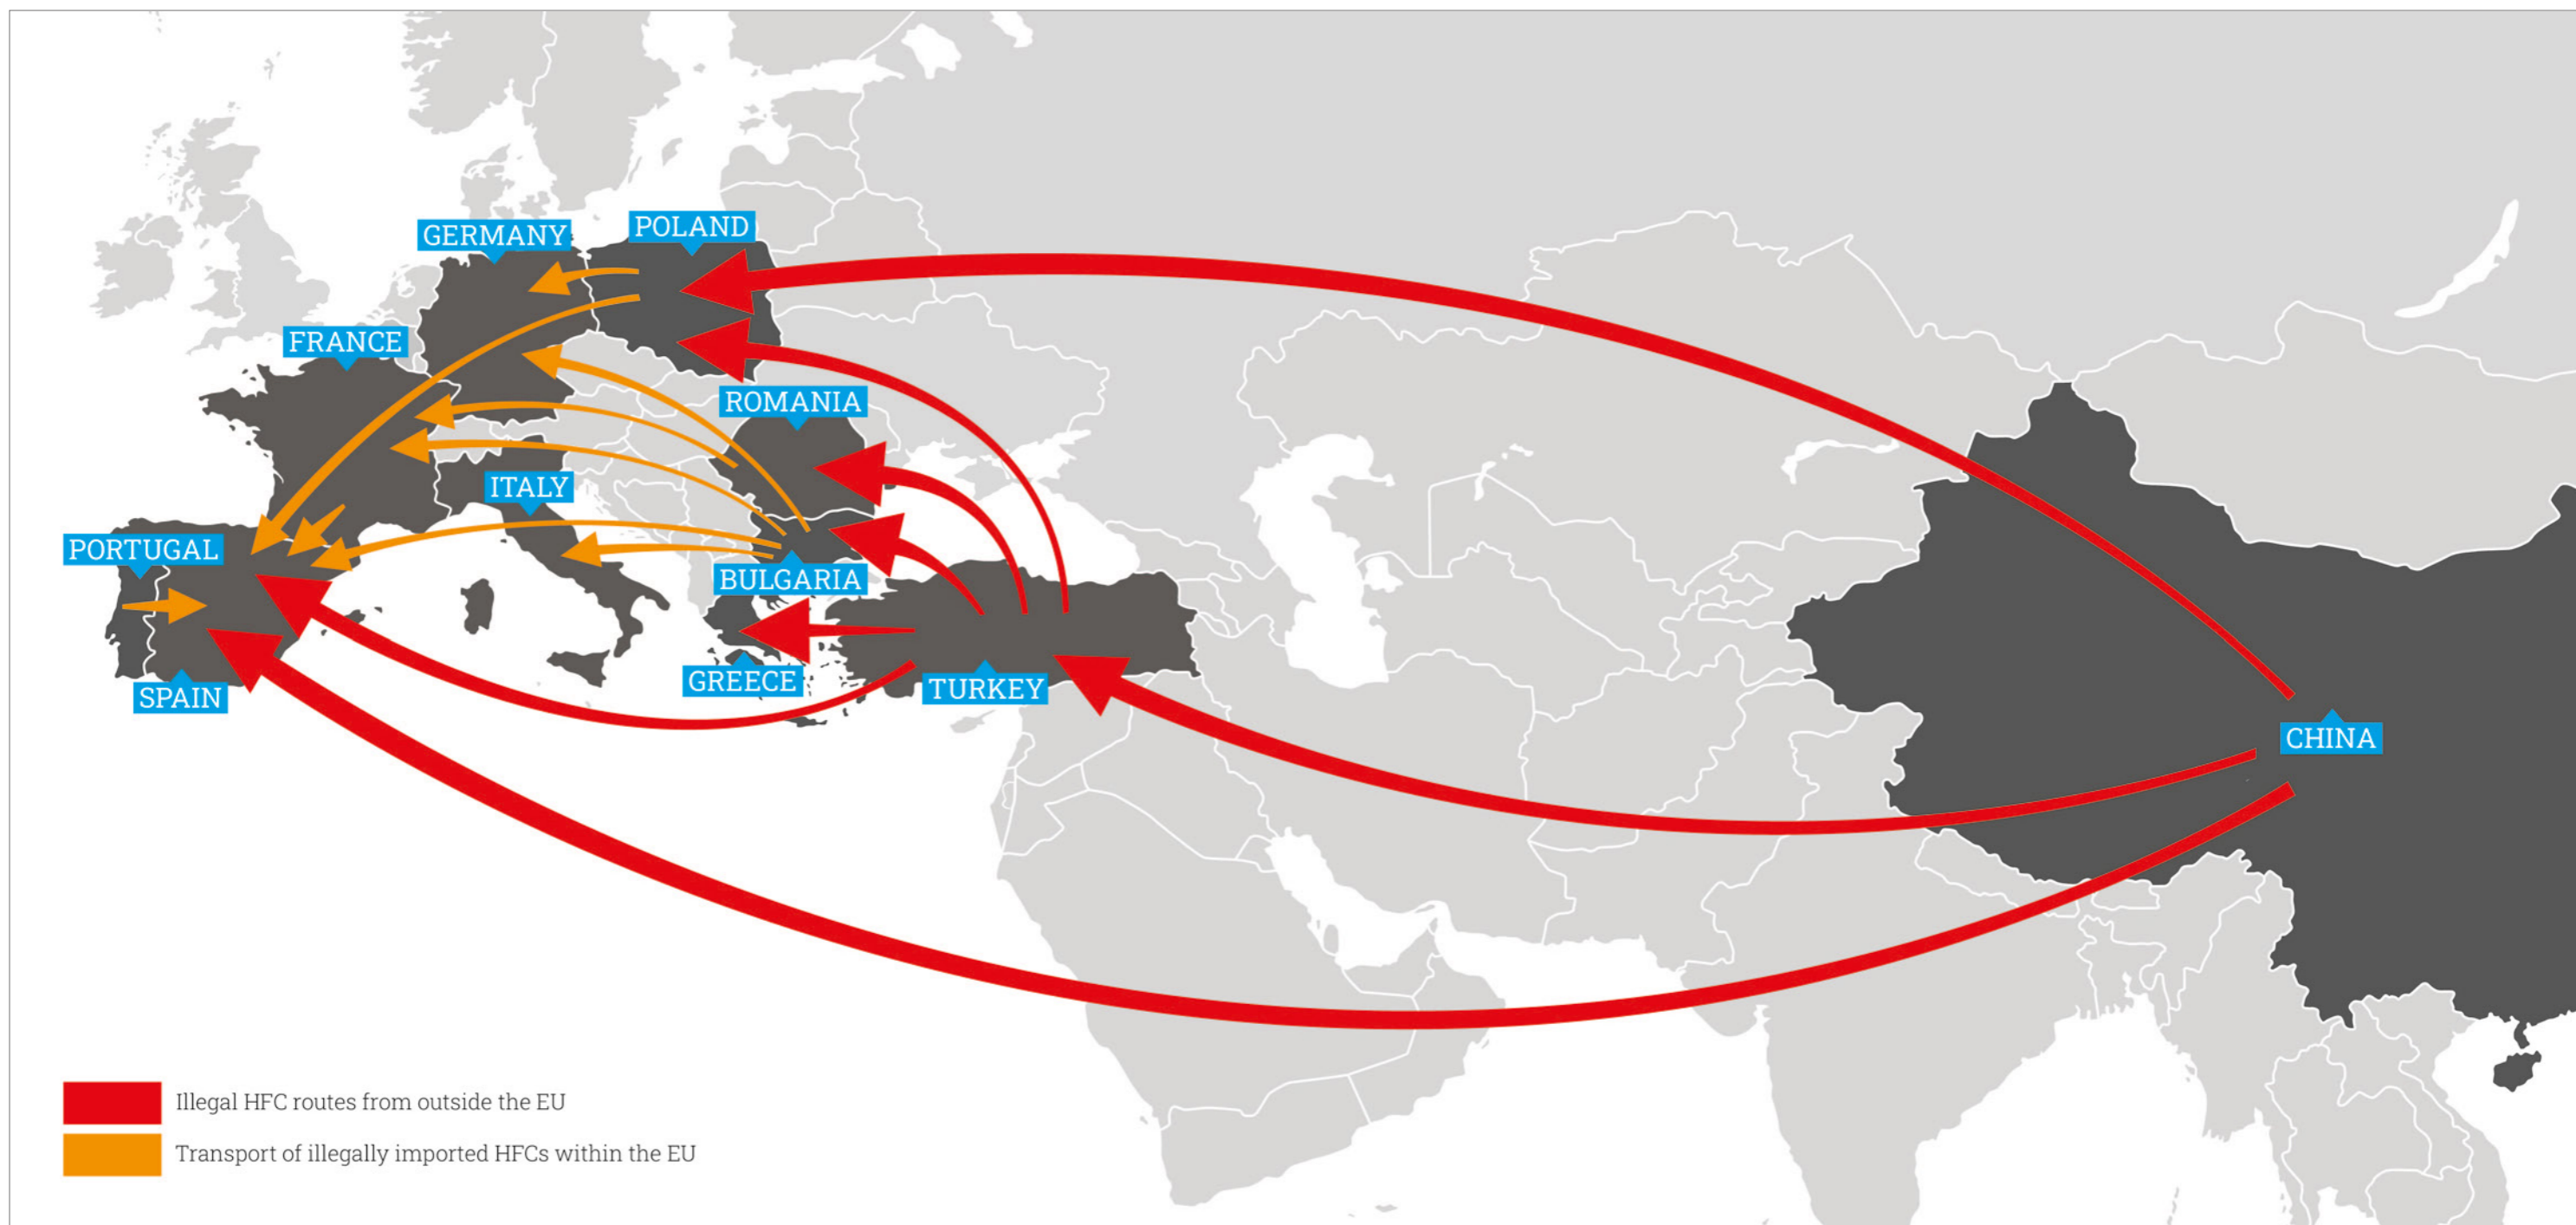 POLAND
GERMANY
FRANCE
ROMANIA
ITALY
PORTUGAL
BULGARIA
GREECE
TURKEY
SPAIN
CHINA
Illegal HFC routes from outside the EU
Transport of illegally imported HFCs within the EU